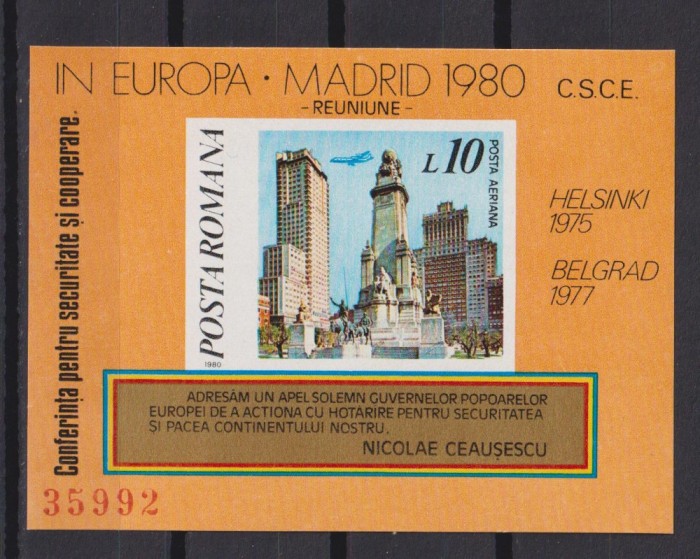 IN EUROPA • MADRID 1980
- REUNIUNE -
C.S.C.E.
Conferința pentru securitate și cooperare.
POSTA ROMANA
1980
L 10
POSTA AERIANA
HELSINKI
1975
BELGRAD
1977
ADRESĂM UN APEL SOLEMN GUVERNELOR POPOARELOR
EUROPEI DE A ACTIONA CU HOTARIRE PENTRU SECURITATEA
ȘI PACEA CONTINENTULUI NOSTRU.
NICOLAE CEAUȘESCU
35992